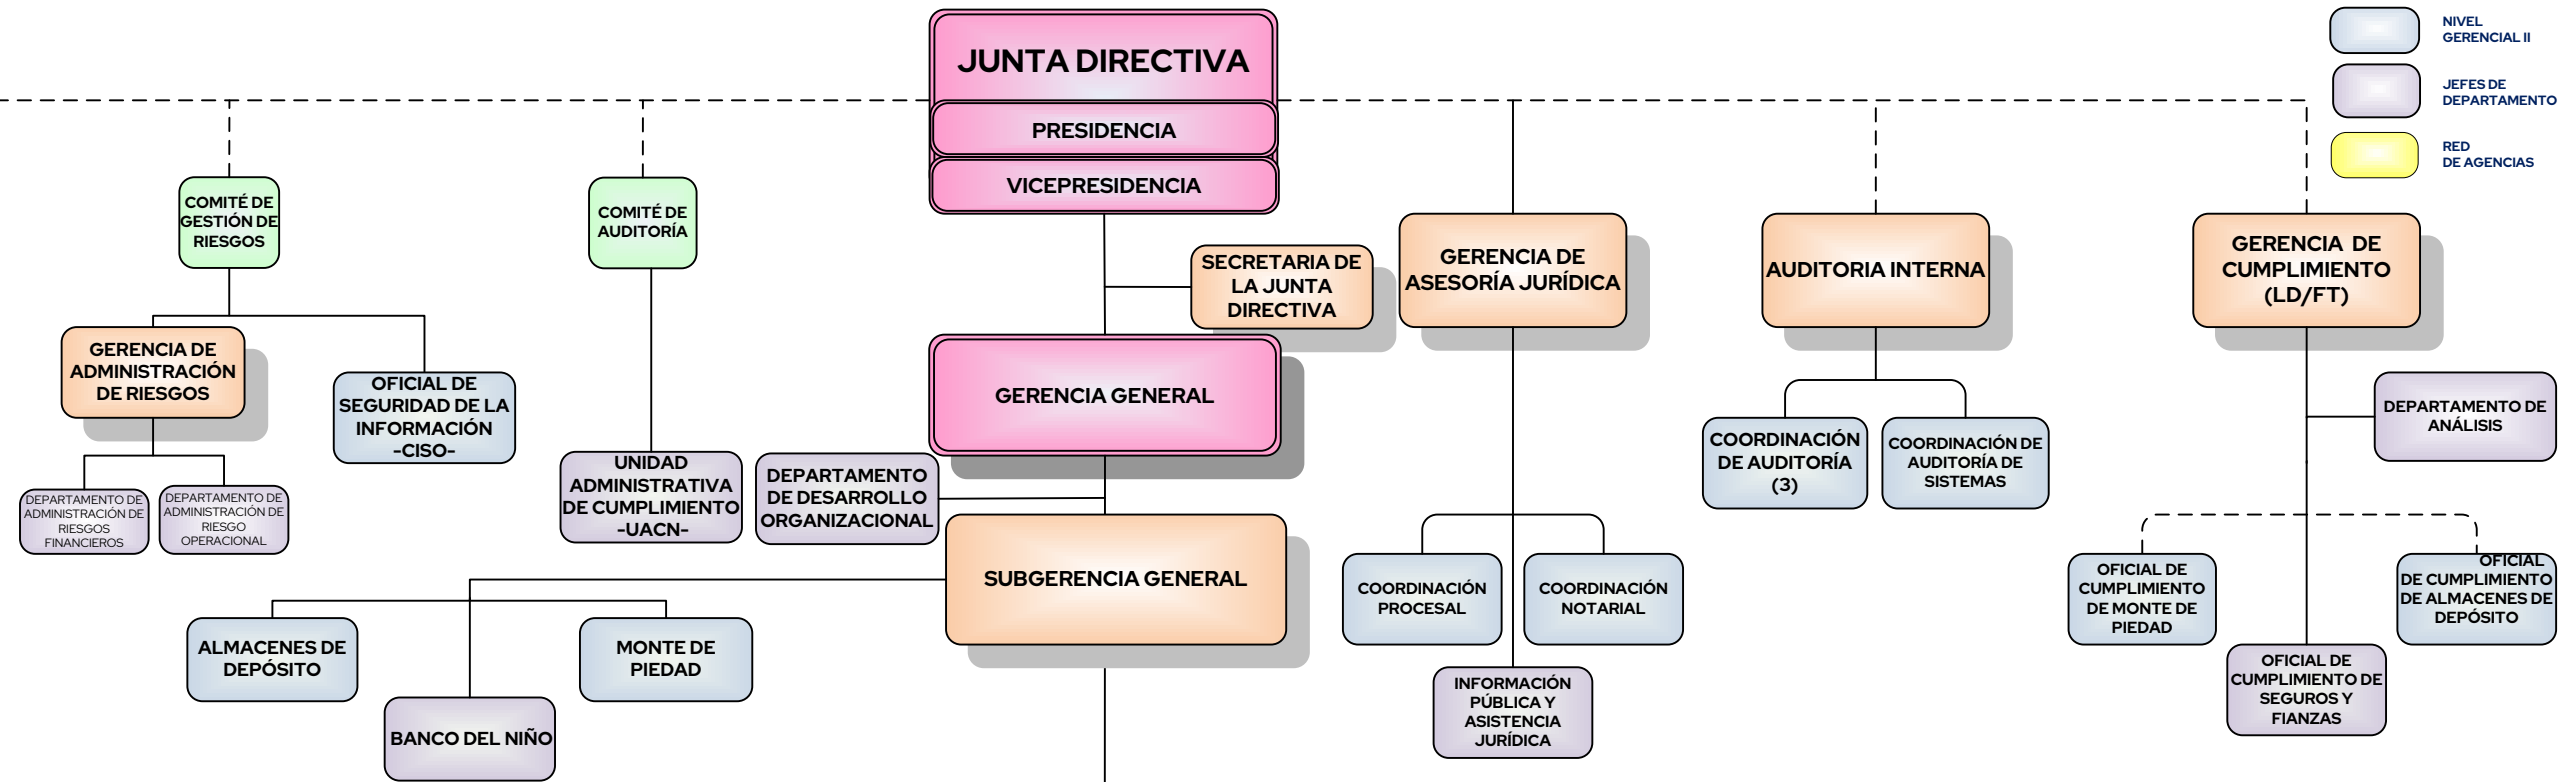 JUNTA DIRECTIVA
PRESIDENCIA
VICEPRESIDENCIA
NIVEL
GERENCIAL II
JEFES DE
DEPARTAMENTO
RED
DE AGENCIAS
COMITÉ DE
GESTIÓN DE
RIESGOS
COMITÉ DE
AUDITORÍA
SECRETARIA DE
LA JUNTA
DIRECTIVA
GERENCIA DE
ASESORÍA JURÍDICA
AUDITORIA INTERNA
GERENCIA DE
CUMPLIMIENTO
(LD/FT)
GERENCIA DE
ADMINISTRACIÓN
DE RIESGOS
OFICIAL DE
SEGURIDAD DE LA
INFORMACIÓN
-CISO-
GERENCIA GENERAL
DEPARTAMENTO DE
ANÁLISIS
COORDINACIÓN
DE AUDITORÍA
(3)
COORDINACIÓN DE
AUDITORÍA DE
SISTEMAS
DEPARTAMENTO DE
ADMINISTRACIÓN DE
RIESGOS
FINANCIEROS
DEPARTAMENTO DE
ADMINISTRACIÓN DE
RIESGO
OPERACIONAL
UNIDAD
ADMINISTRATIVA
DE CUMPLIMIENTO
-UACN-
DEPARTAMENTO
DE DESARROLLO
ORGANIZACIONAL
SUBGERENCIA GENERAL
COORDINACIÓN
PROCESAL
COORDINACIÓN
NOTARIAL
OFICIAL DE
CUMPLIMIENTO
DE MONTE DE
PIEDAD
OFICIAL
DE CUMPLIMIENTO
DE ALMACENES DE
DEPÓSITO
ALMACENES DE
DEPÓSITO
MONTE DE
PIEDAD
BANCO DEL NIÑO
INFORMACIÓN
PÚBLICA Y
ASISTENCIA
JURÍDICA
OFICIAL DE
CUMPLIMIENTO DE
SEGUROS Y
FIANZAS